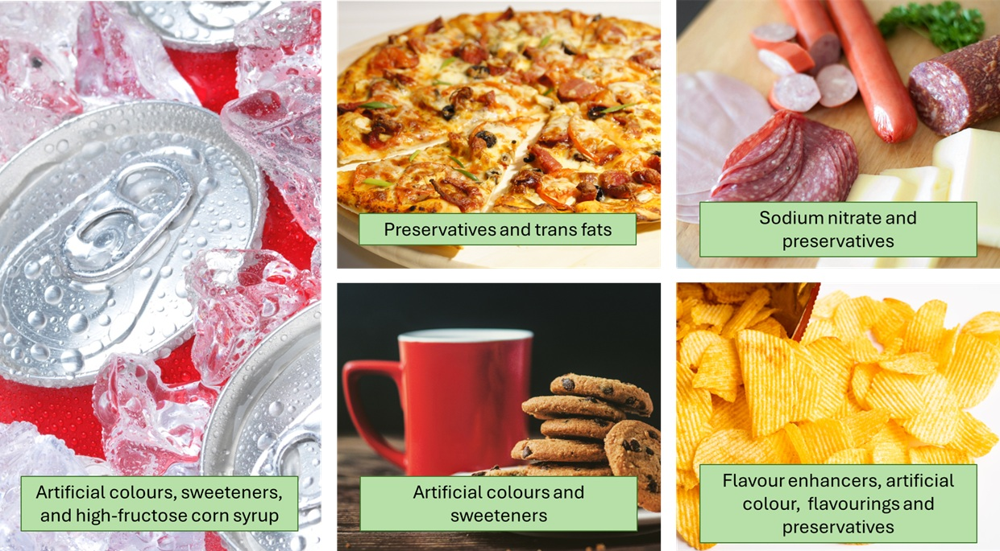 Preservatives and trans fats
Sodium nitrate and
preservatives
Artificial colours, sweeteners,
and high-fructose corn syrup
Artificial colours and
sweeteners
Flavour enhancers, artificial
colour,  flavourings and
preservatives